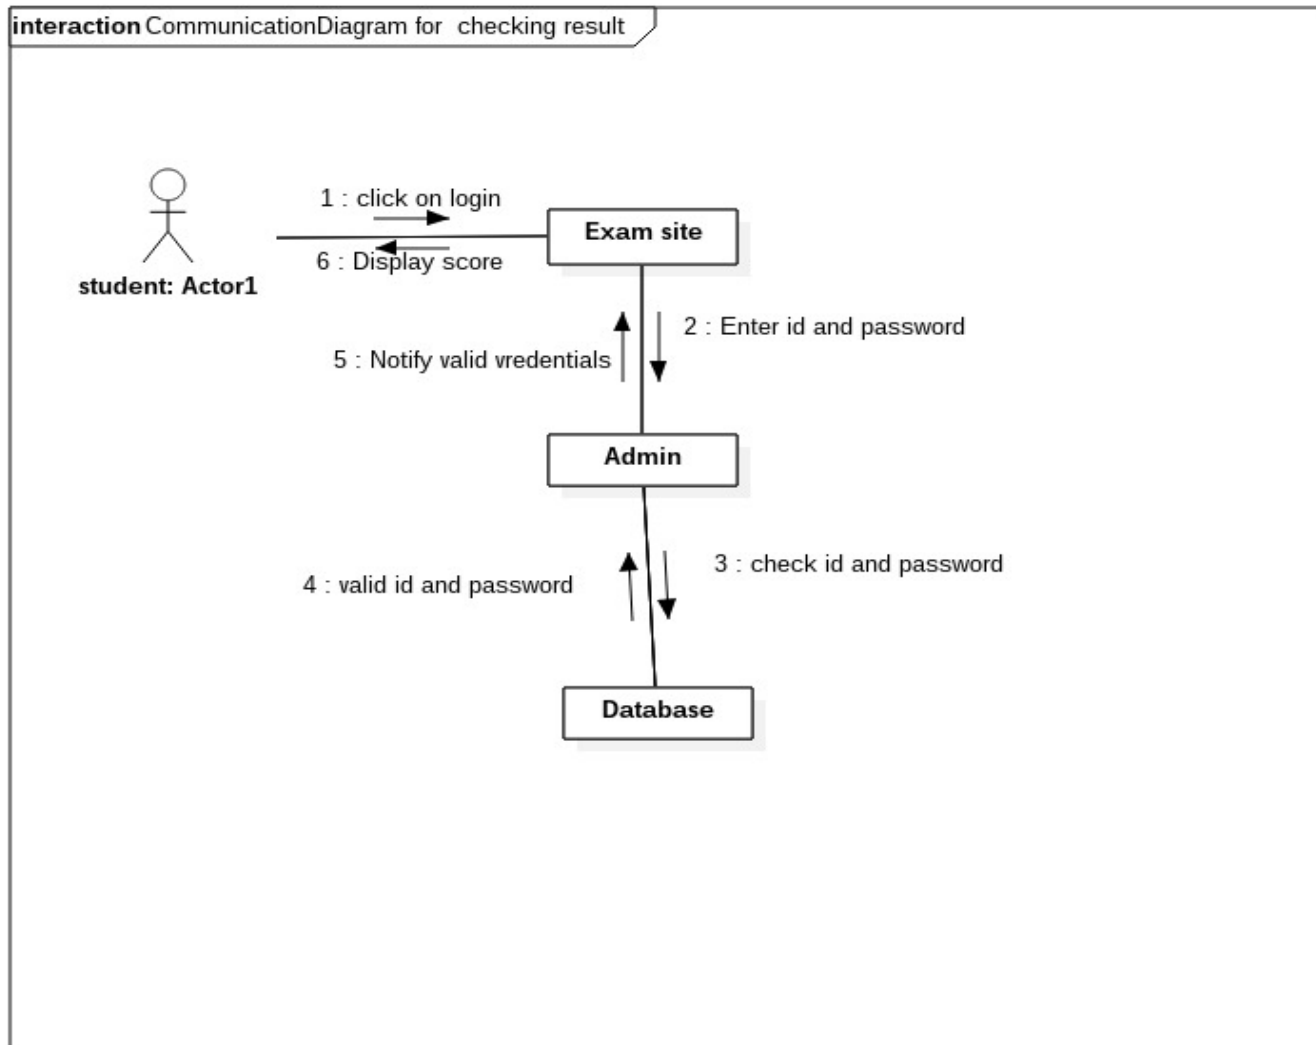 interaction CommunicationDiagram for checking result
1 : click on login
Exam site
6 : Display score
student: Actor1
2 : Enter id and password
5 : Notify valid vredentials
Admin
3 : check id and password
4 : valid id and password
Database